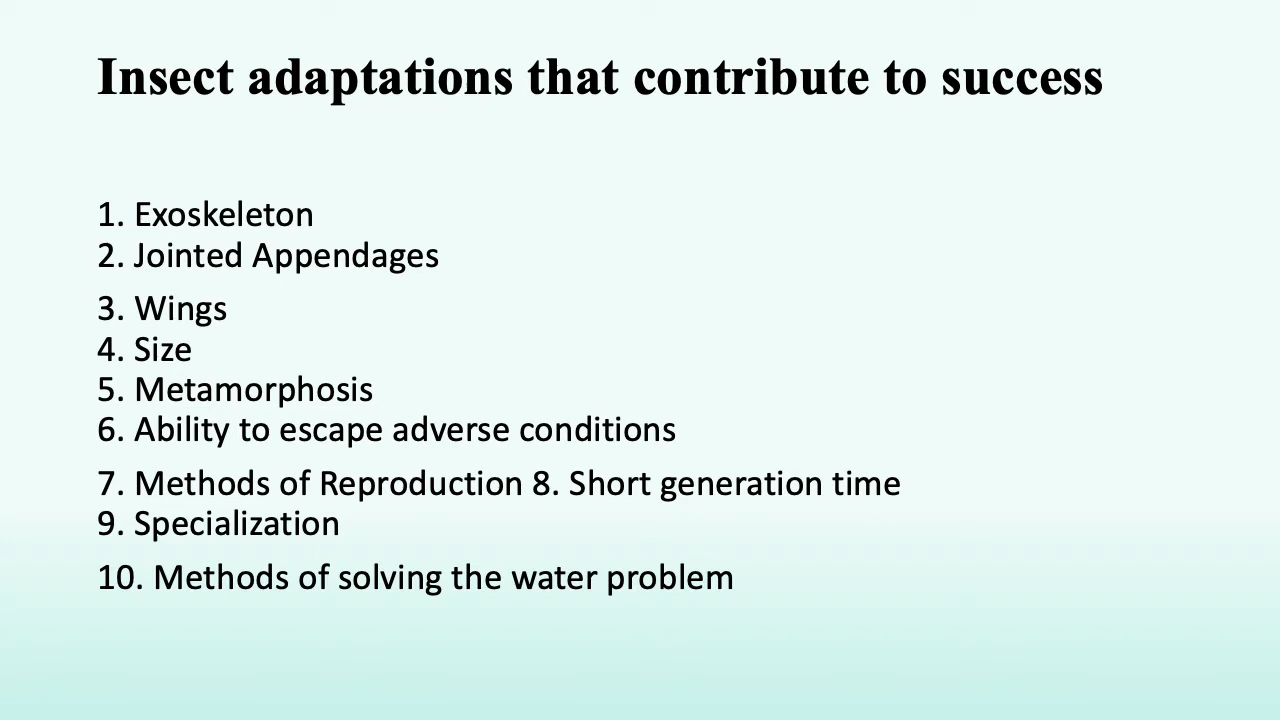 Insect adaptations that contribute to success
1. Exoskeleton
2. Jointed Appendages
3. Wings
4. Size
5. Metamorphosis
6. Ability to escape adverse conditions
7. Methods of Reproduction 8. Short generation time
9. Specialization
10. Methods of solving the water problem